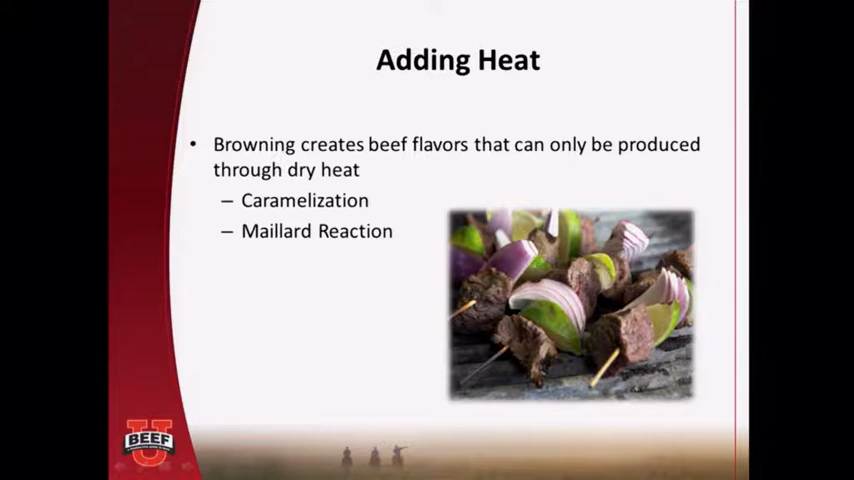 Adding Heat
• Browning creates beef flavors that can only be produced
through dry heat
– Caramelization
– Maillard Reaction
U
BEEF